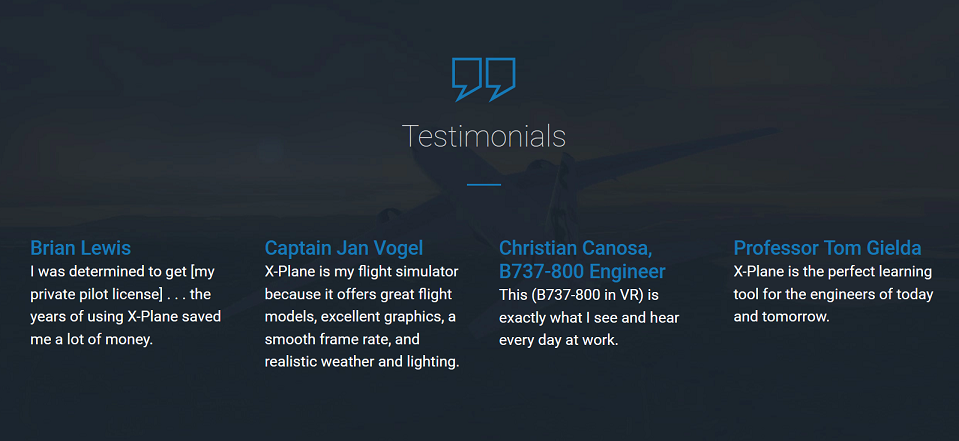 Testimonials
Brian Lewis
I was determined to get [my
private pilot license] . . . the
years of using X-Plane saved
me a lot of money.
Captain Jan Vogel
X-Plane is my flight simulator
because it offers great flight
models, excellent graphics, a
smooth frame rate, and
realistic weather and lighting.
Christian Canosa,
B737-800 Engineer
This (B737-800 in VR) is
exactly what I see and hear
every day at work.
Professor Tom Gielda
X-Plane is the perfect learning
tool for the engineers of today
and tomorrow.